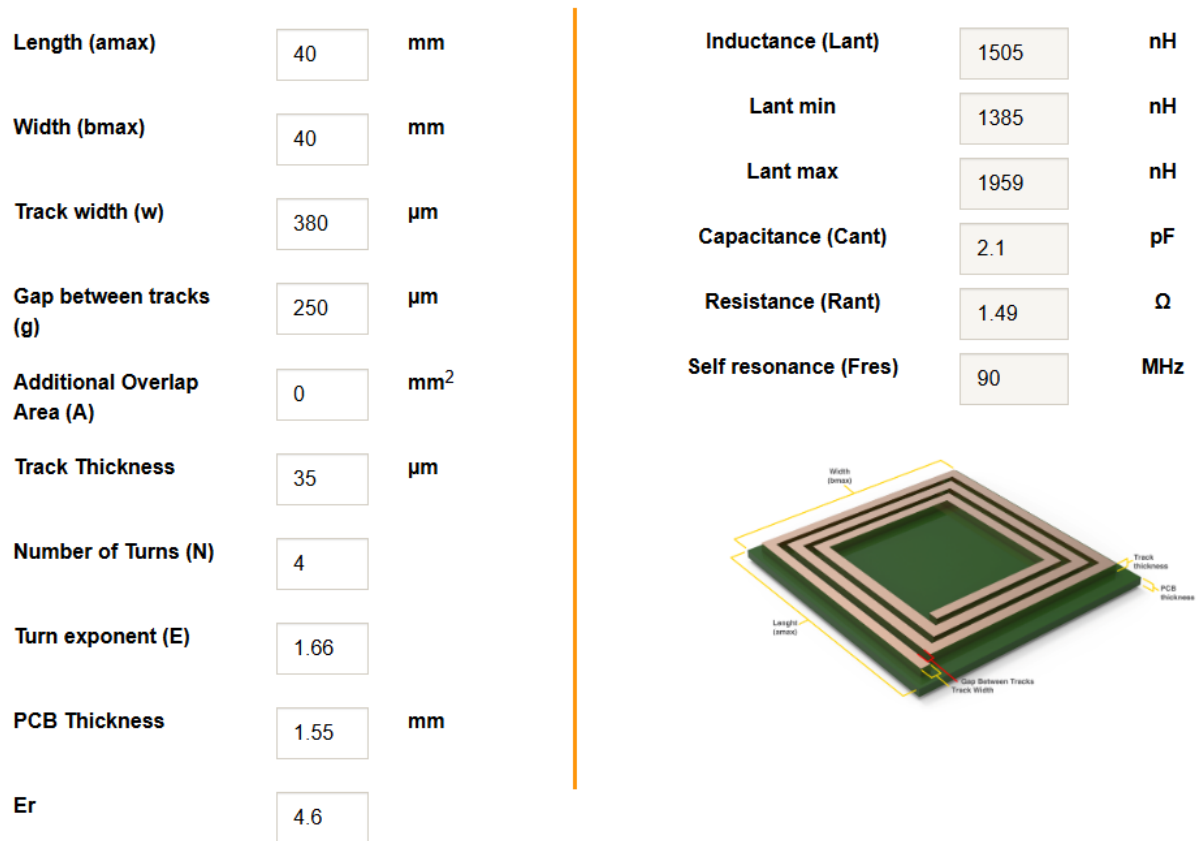 Length (amax) 40 mm
Width (bmax) 40 mm
Track width (w) 380 µm
Gap between tracks 250 µm
(g)
Additional Overlap 0 mm2
Area (A)
Track Thickness 35 µm
Number of Turns (N) 4
Turn exponent (E) 1.66
PCB Thickness 1.55 mm
Er 4.6
Inductance (Lant) 1505 nH
Lant min 1385 nH
Lant max 1959 nH
Capacitance (Cant) 2.1 pF
Resistance (Rant) 1.49 Ω
Self resonance (Fres) 90 MHz
Width
(bmax)
Track
thickness
PCB
thickness
Lenght
(amax)
Gap Between Tracks
Track Width